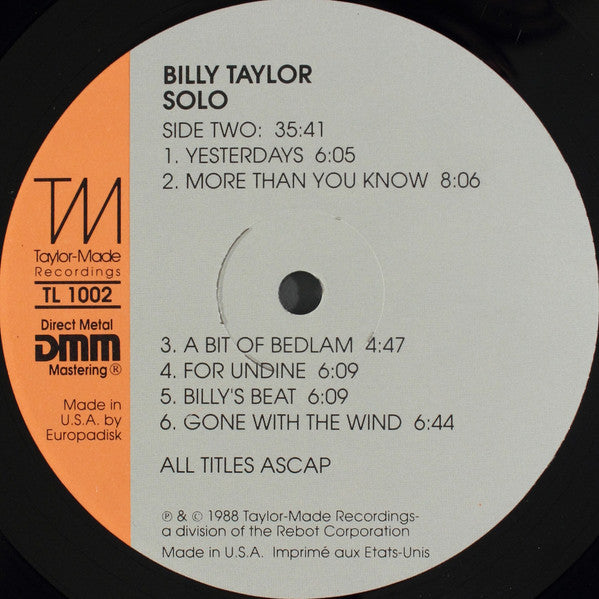 BILLY TAYLOR
SOLO
SIDE TWO: 35:41
1. YESTERDAYS 6:05
2. MORE THAN YOU KNOW 8:06
TM
Taylor-Made
Recordings
TL 1002
Direct Metal
DMM
Mastering ®
Made in
U.S.A. by
Europadisk
3. A BIT OF BEDLAM 4:47
4. FOR UNDINE 6:09
5. BILLY'S BEAT 6:09
6. GONE WITH THE WIND 6:44
ALL TITLES ASCAP
℗ & © 1988 Taylor-Made Recordings-
a division of the Rebot Corporation
Made in U.S.A. Imprimé aux Etats-Unis